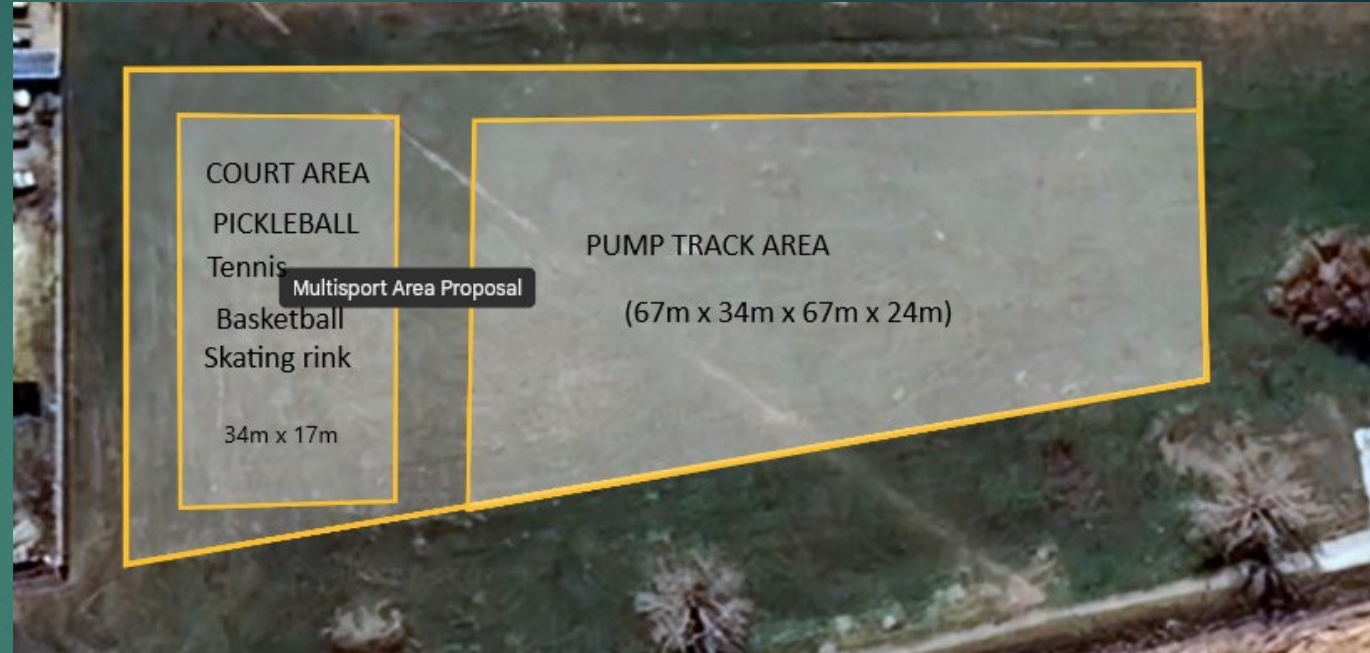 COURT AREA
PICKLEBALL
Tennis
Multisport Area Proposal
Basketball
Skating rink
34m x 17m
PUMP TRACK AREA
(67m x 34m x 67m x 24m)